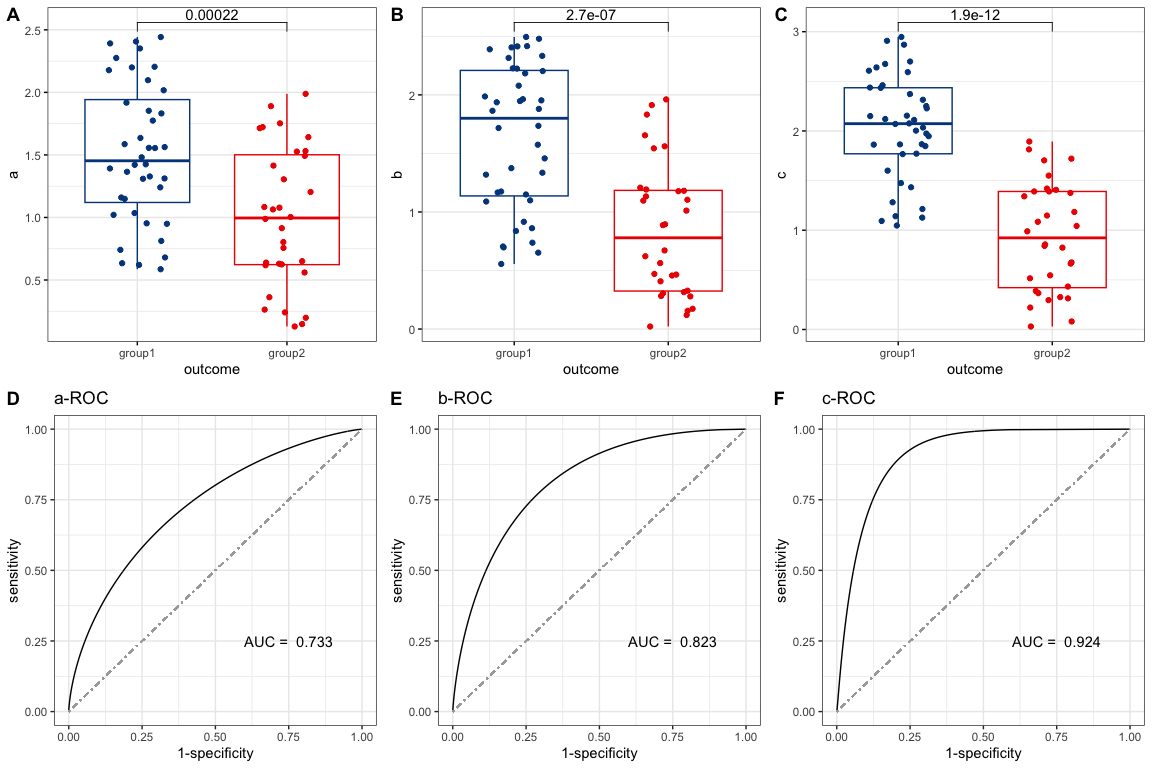 A
0.00022
2.5
2.0
1.5
1.0
0.5
a
group1
group2
outcome
B
2.7e-07
2
1
0
b
group1
group2
outcome
C
1.9e-12
3
2
1
0
c
group1
group2
outcome
D
a-ROC
1.00
0.75
0.50
0.25
0.00
sensitivity
AUC = 0.733
0.00 0.25 0.50 0.75 1.00
1-specificity
E
b-ROC
1.00
0.75
0.50
0.25
0.00
sensitivity
AUC = 0.823
0.00 0.25 0.50 0.75 1.00
1-specificity
F
c-ROC
1.00
0.75
0.50
0.25
0.00
sensitivity
AUC = 0.924
0.00 0.25 0.50 0.75 1.00
1-specificity